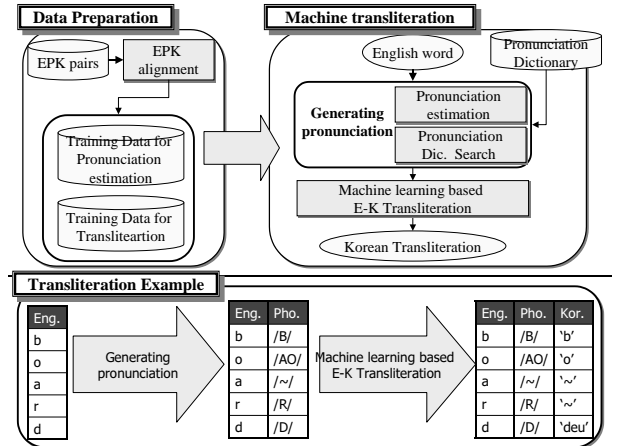 Data Preparation
EPK pairs
EPK
alignment
Training Data for
Pronunciation
estimation
Training Data for
Transliteartion
Machine transliteration
English word
Pronunciation
Dictionary
Generating
pronunciation
Pronunciation
estimation
Pronunciation
Dic. Search
Machine learning based
E-K Transliteration
Korean Transliteration
Transliteration Example
Eng.
b
o
a
r
d
Generating
pronunciation
Eng. Pho.
b /B/
o /AO/
a /~/
r /R/
d /D/
Machine learning based
E-K Transliteration
Eng. Pho. Kor.
b /B/ ‘b’
o /AO/ ‘o’
a /~/ ‘~’
r /R/ ‘~’
d /D/ ‘deu’